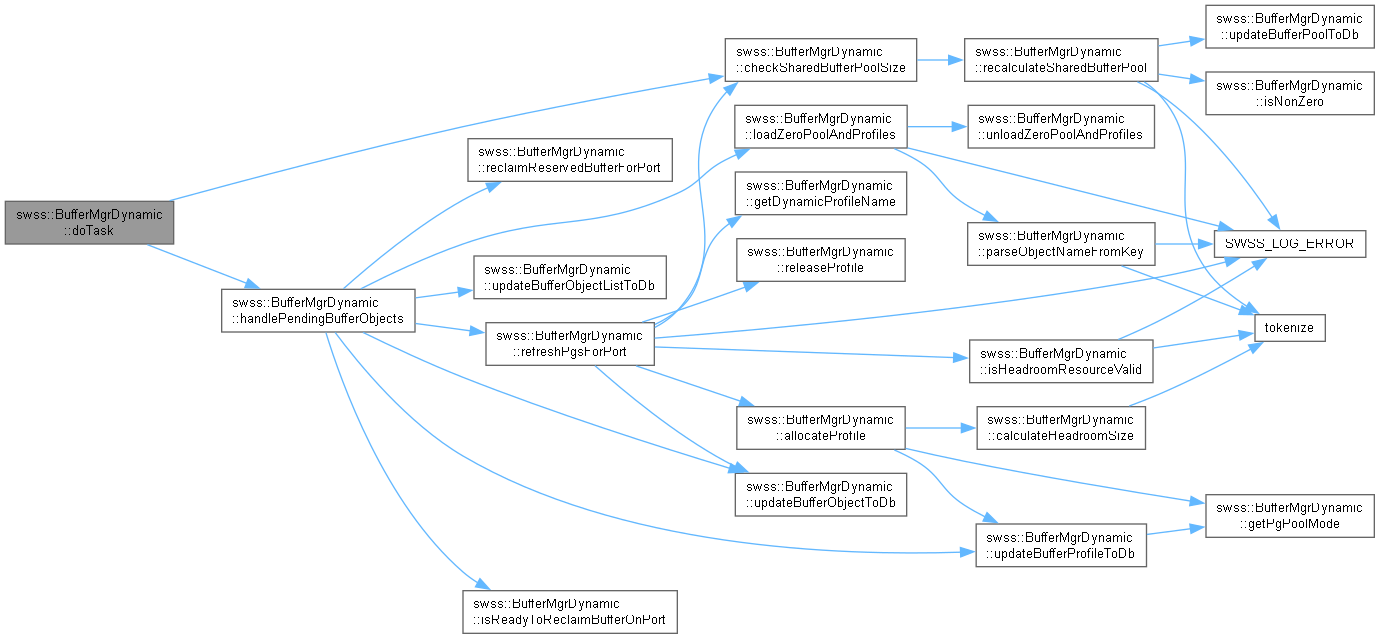 swss::BufferMgrDynamic
::doTask
swss::BufferMgrDynamic
::handlePendingBufferObjects
swss::BufferMgrDynamic
::reclaimReservedBufferForPort
swss::BufferMgrDynamic
::updateBufferObjectListToDb
swss::BufferMgrDynamic
::refreshPgsForPort
swss::BufferMgrDynamic
::isReadyToReclaimBufferOnPort
swss::BufferMgrDynamic
::checkSharedBufferPoolSize
swss::BufferMgrDynamic
::loadZeroPoolAndProfiles
swss::BufferMgrDynamic
::getDynamicProfileName
swss::BufferMgrDynamic
::releaseProfile
swss::BufferMgrDynamic
::allocateProfile
swss::BufferMgrDynamic
::updateBufferObjectToDb
swss::BufferMgrDynamic
::recalculateSharedBufferPool
swss::BufferMgrDynamic
::unloadZeroPoolAndProfiles
swss::BufferMgrDynamic
::parseObjectNameFromKey
swss::BufferMgrDynamic
::isHeadroomResourceValid
swss::BufferMgrDynamic
::calculateHeadroomSize
swss::BufferMgrDynamic
::updateBufferProfileToDb
swss::BufferMgrDynamic
::updateBufferPoolToDb
swss::BufferMgrDynamic
::isNonZero
SWSS_LOG_ERROR
tokenize
swss::BufferMgrDynamic
::getPgPoolMode